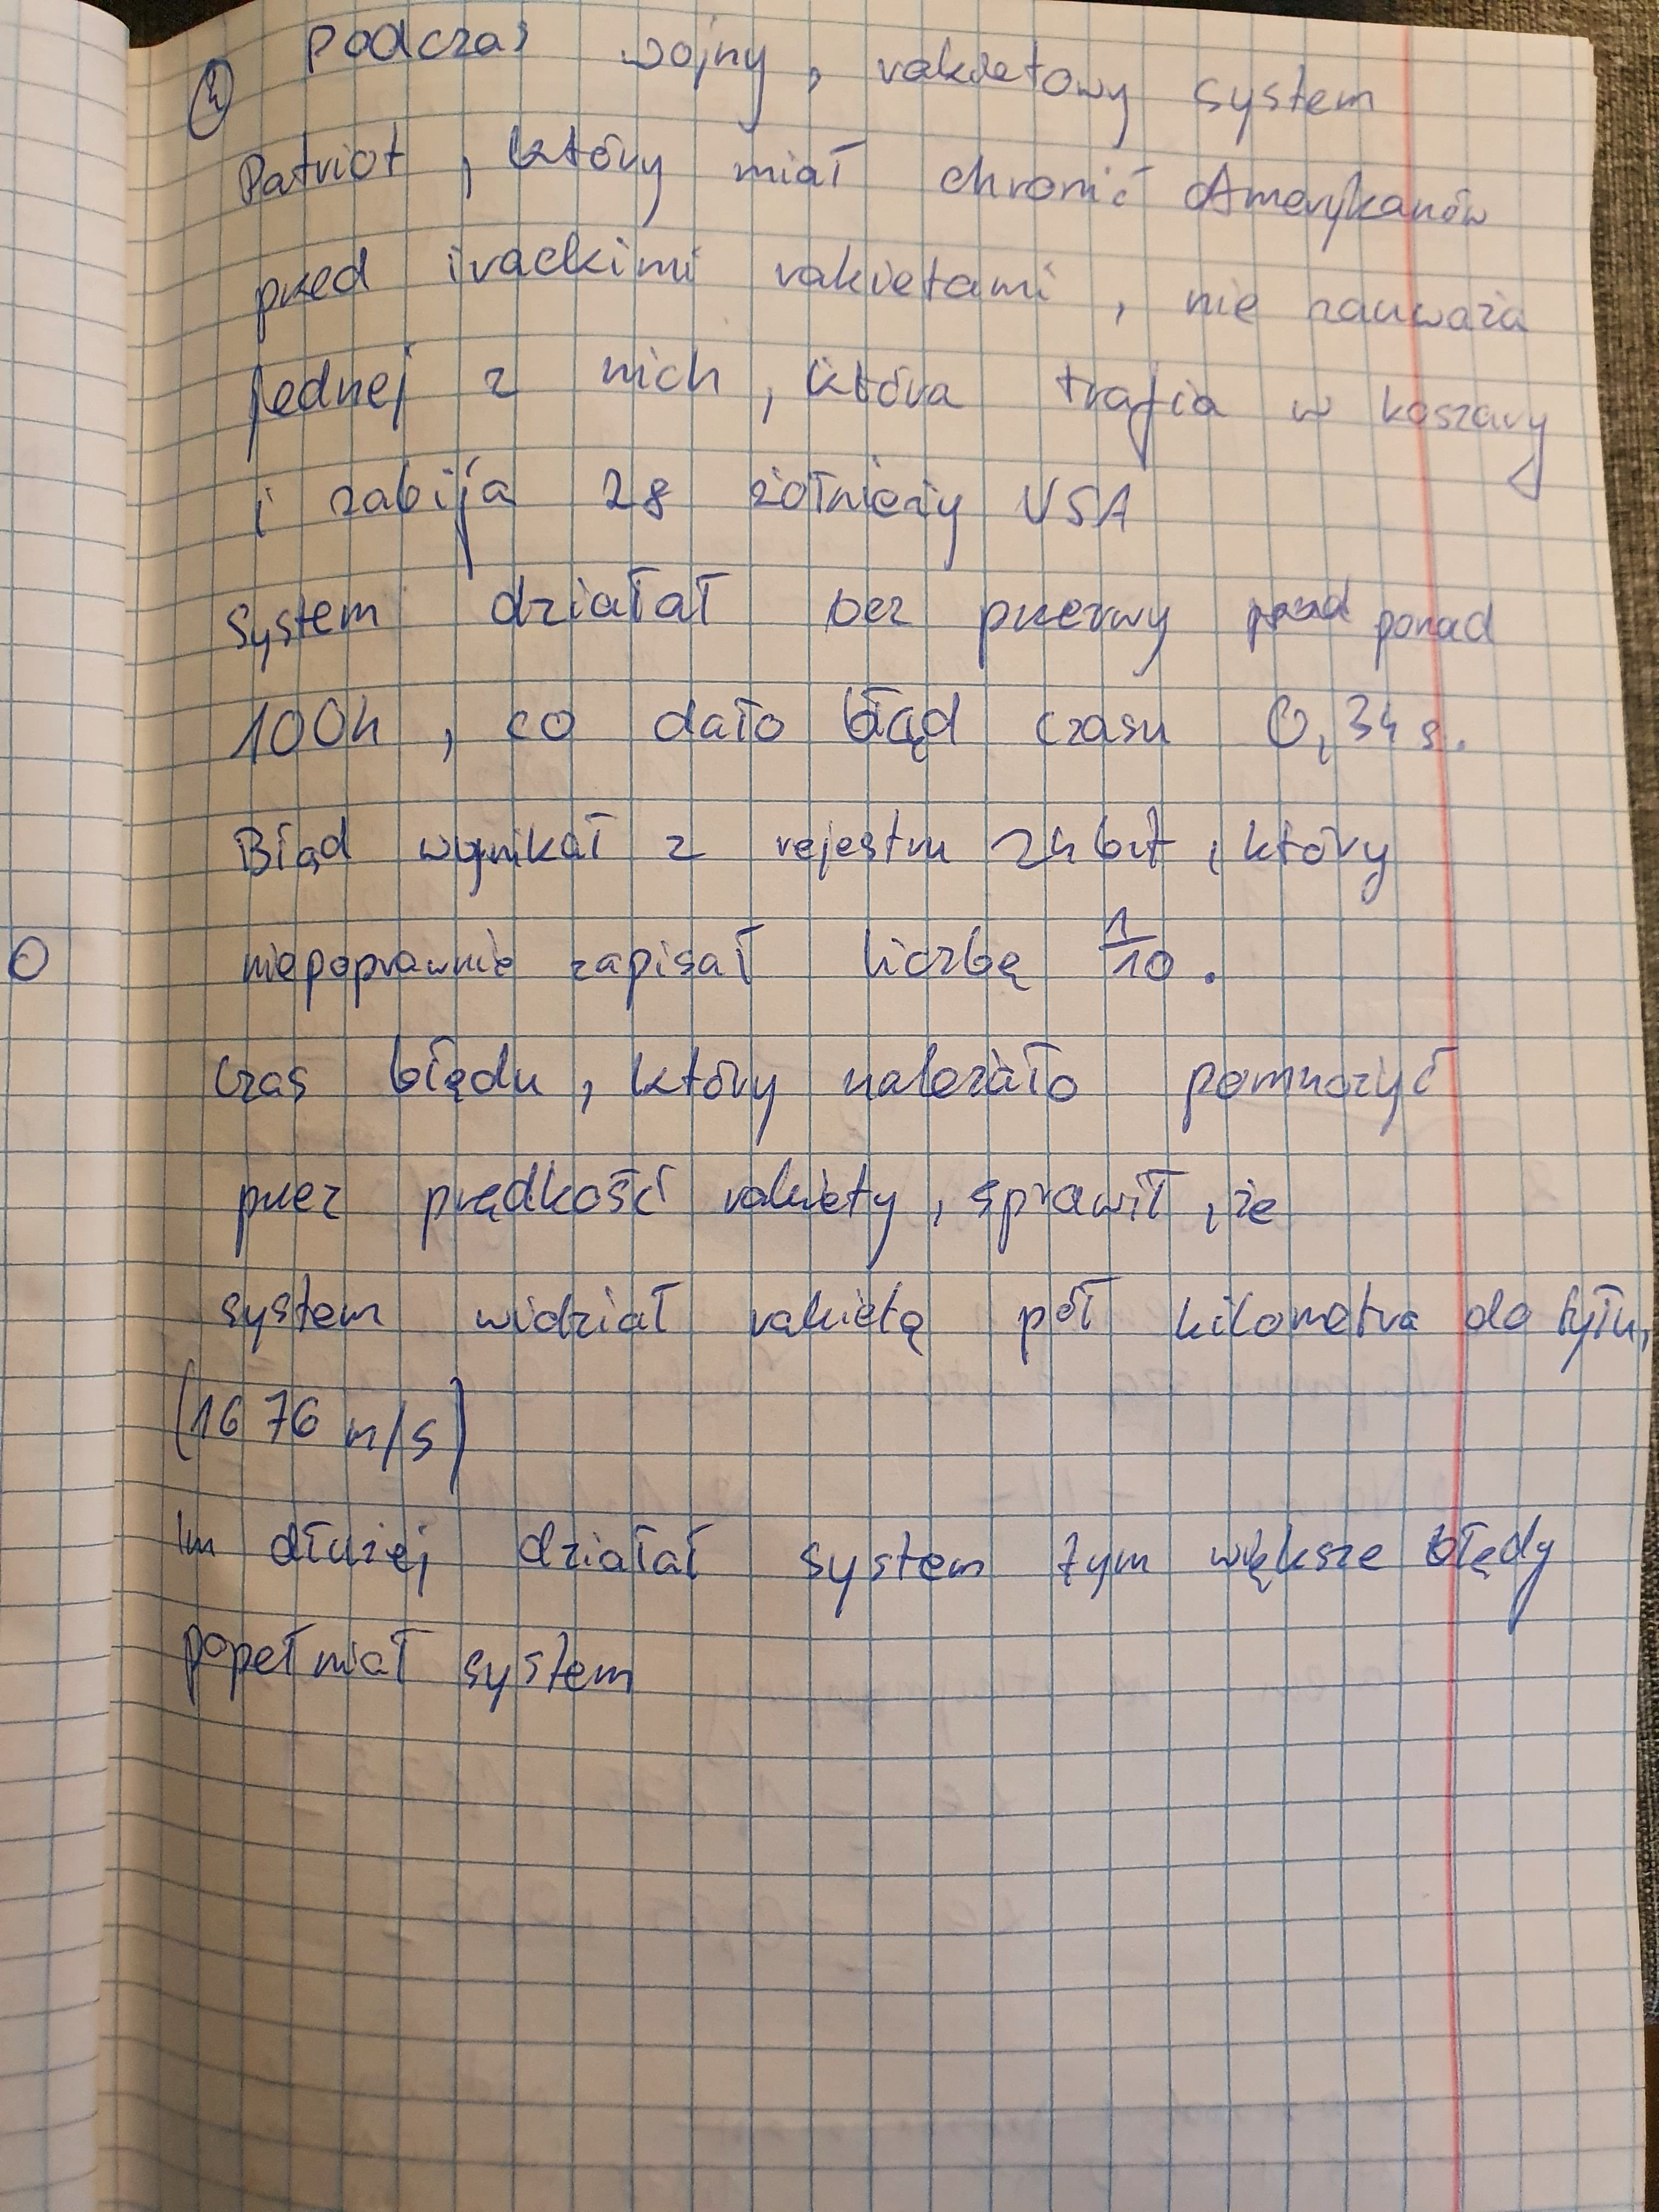 ④ Podczas wojny, rakietowy system
Patriot, który miał chronić Amerykanów
przed irackimi rakietami, nie zauważa
jednej z nich, która trafia w koszary
i zabija 28 żołnierzy USA
System działał bez przerwy ponad
100h, co dało błąd czasu 0,34 s.
Błąd wynikał z rejestru 24 bit, który
niepoprawnie zapisał liczbę 1/10.
Czas błędu, który należało pomnożyć
przez prędkość rakiety, sprawił, że
system widział rakietę pół kilometra do tyłu,
(1676 m/s)
Im dłużej działał system tym większe błędy
popełniał system